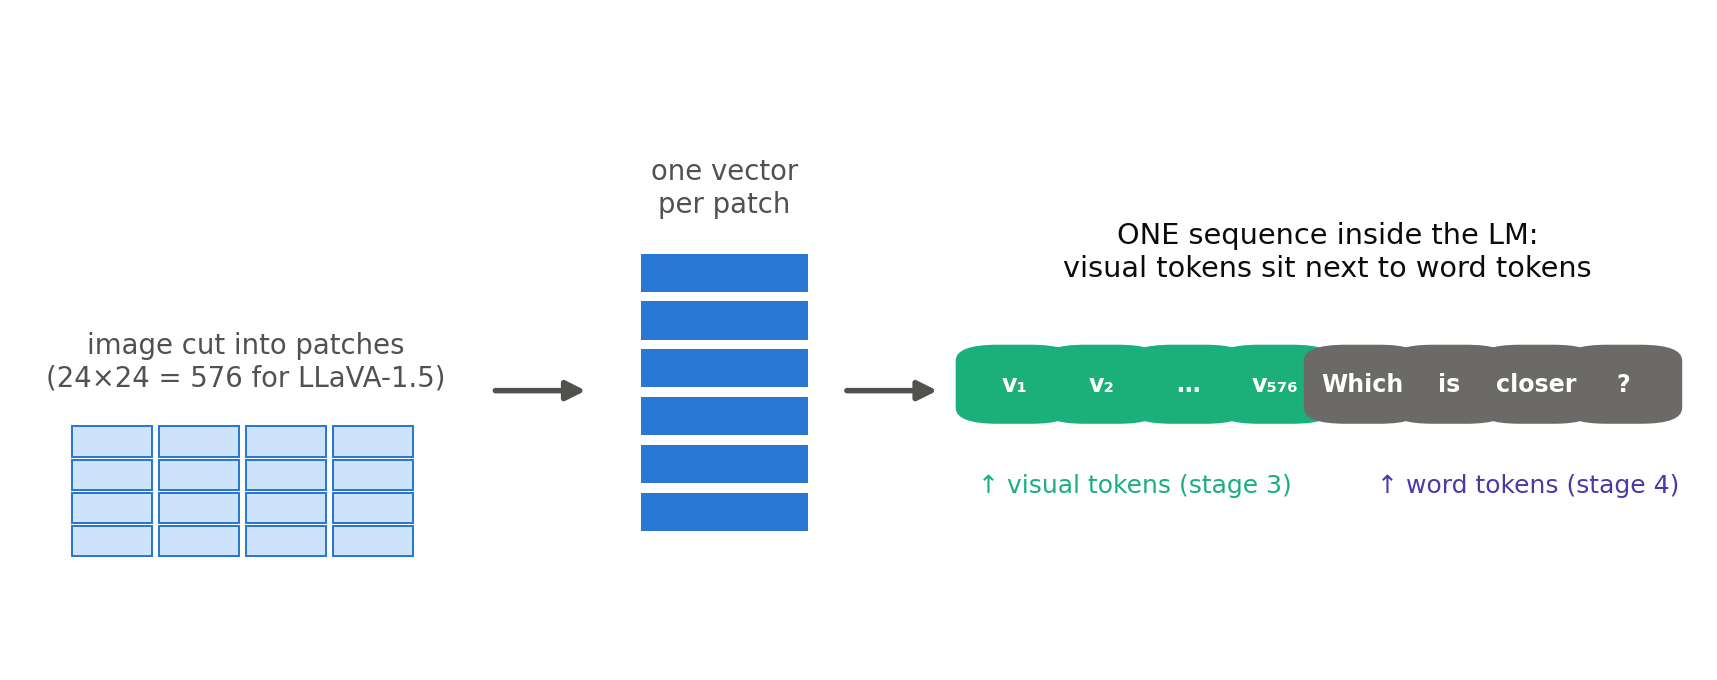 image cut into patches
(24×24 = 576 for LLaVA-1.5)
one vector
per patch
ONE sequence inside the LM:
visual tokens sit next to word tokens
v₁ v₂ … v₅₇₆ Which is closer ?
↑ visual tokens (stage 3)
↑ word tokens (stage 4)